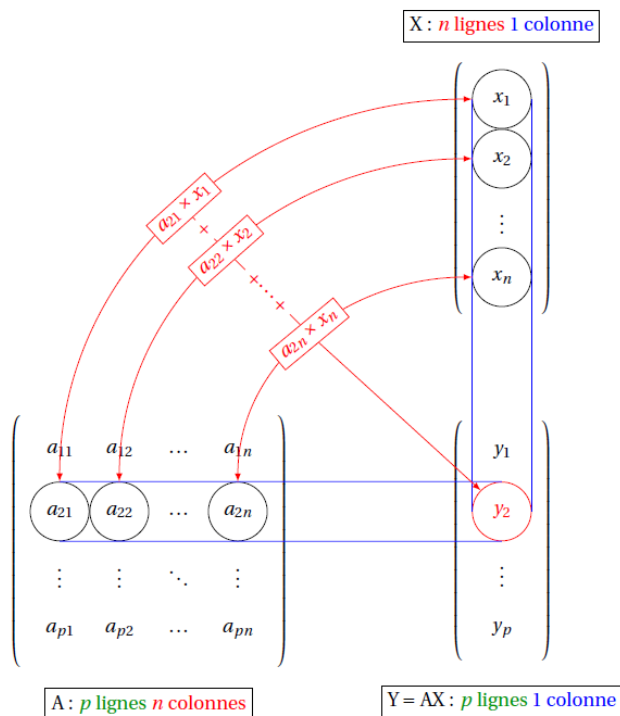 X : n lignes 1 colonne
x₁
x₂
⋮
xₙ
a₂₁ × x₁
+
a₂₂ × x₂
+ ⋯ +
a₂ₙ × xₙ
a₁₁ a₁₂ … a₁ₙ
a₂₁ a₂₂ … a₂ₙ
⋮ ⋮ ⋱ ⋮
aₚ₁ aₚ₂ … aₚₙ
y₁
y₂
⋮
yₚ
A : p lignes n colonnes
Y = AX : p lignes 1 colonne